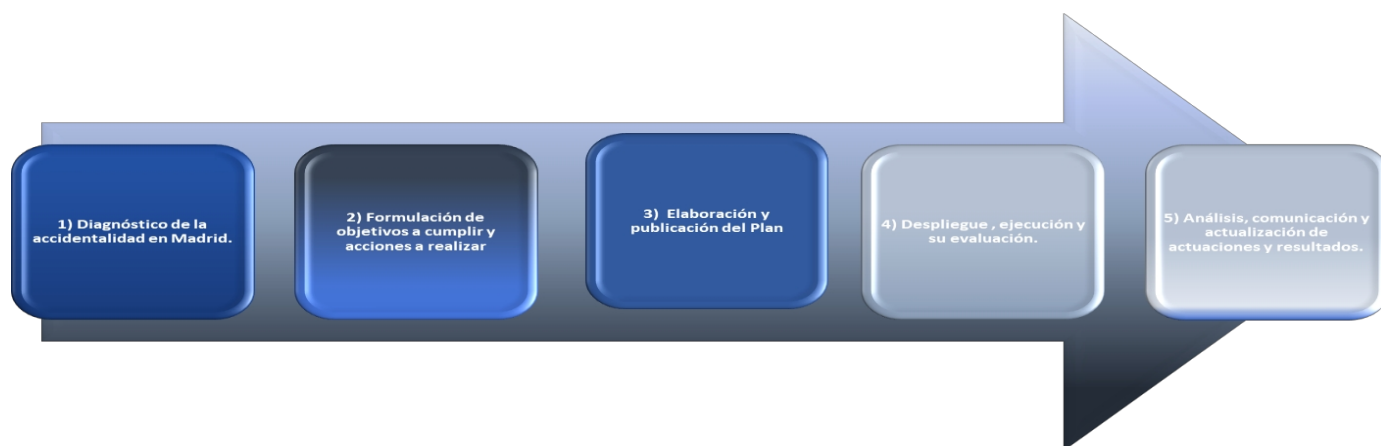 1) Diagnóstico de la
accidentalidad en Madrid.
2) Formulación de
objetivos a cumplir y
acciones a realizar
3) Elaboración y
publicación del Plan
4) Despliegue , ejecución y
su evaluación.
5) Análisis, comunicación y
actualización de
actuaciones y resultados.